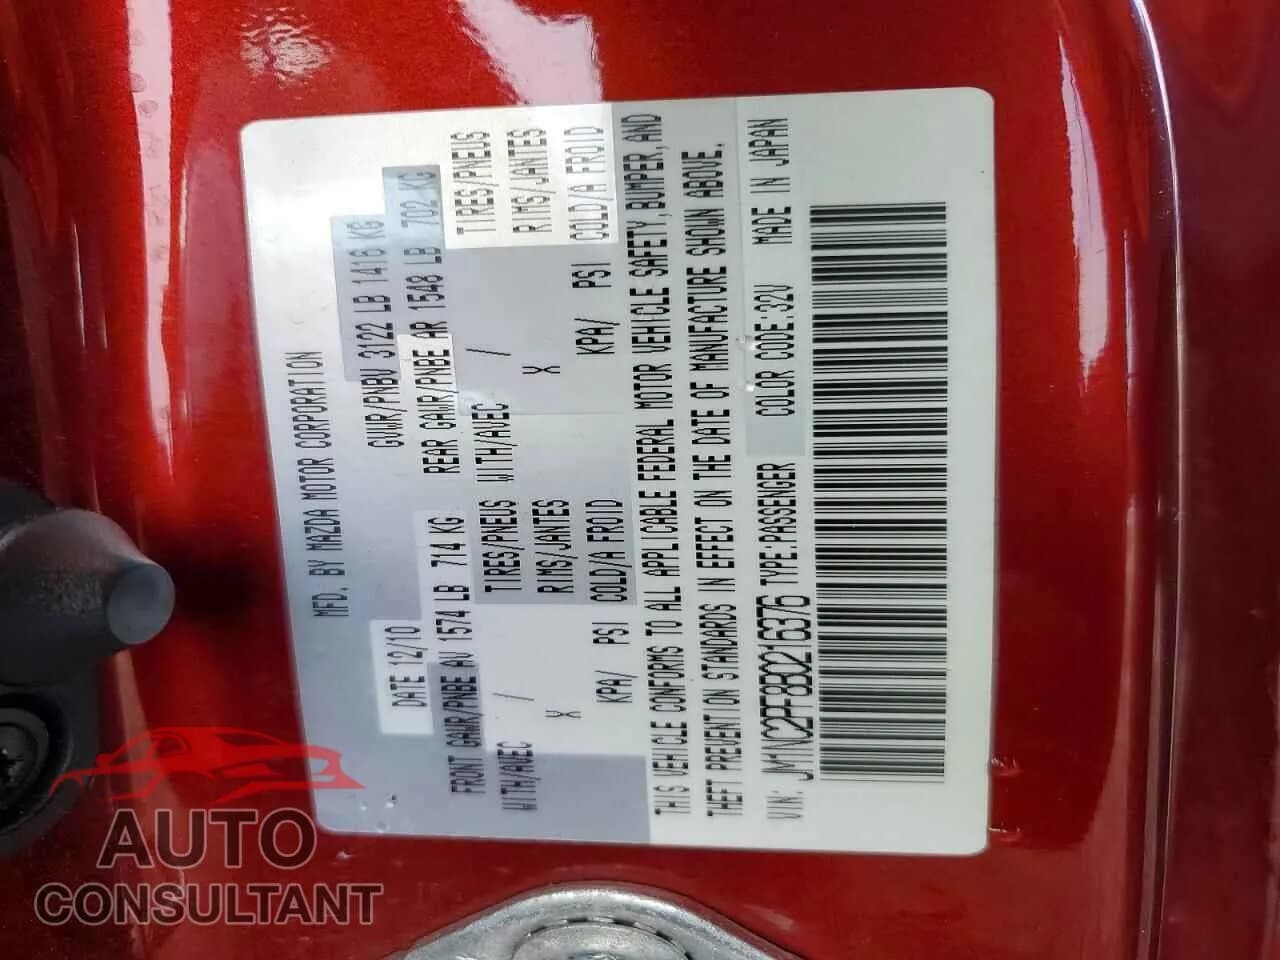 MFD. BY MAZDA MOTOR CORPORATION
DATE 12/10 GVWR/PNBV 3122 LB 1416 KG
FRONT GAWR/PNBE AV 1574 LB 714 KG REAR GAWR/PNBE AR 1548 LB 702 KG
WITH/AVEC / TIRES/PNEUS WITH/AVEC / TIRES/PNEUS
X RIMS/JANTES X RIMS/JANTES
KPA/ PSI COLD/A FROID KPA/ PSI COLD/A FROID
THIS VEHICLE CONFORMS TO ALL APPLICABLE FEDERAL MOTOR VEHICLE SAFETY, BUMPER, AND
THEFT PREVENTION STANDARDS IN EFFECT ON THE DATE OF MANUFACTURE SHOWN ABOVE.
VIN: JM1NC2PF8B0216376 TYPE:PASSENGER COLOR CODE:32V MADE IN JAPAN
AUTO
CONSULTANT